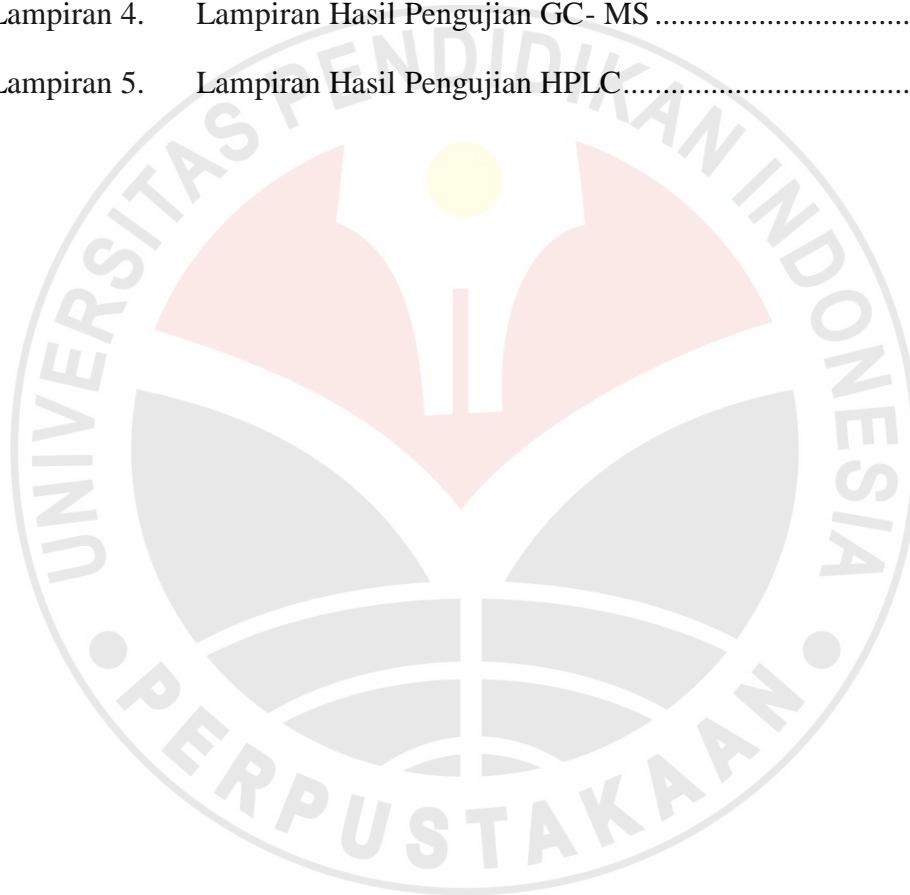 Lampiran 4. Lampiran Hasil Pengujian GC- MS ................................
Lampiran 5. Lampiran Hasil Pengujian HPLC....................................
UNIVERSITAS PENDIDIKAN INDONESIA
• PERPUSTAKAAN •